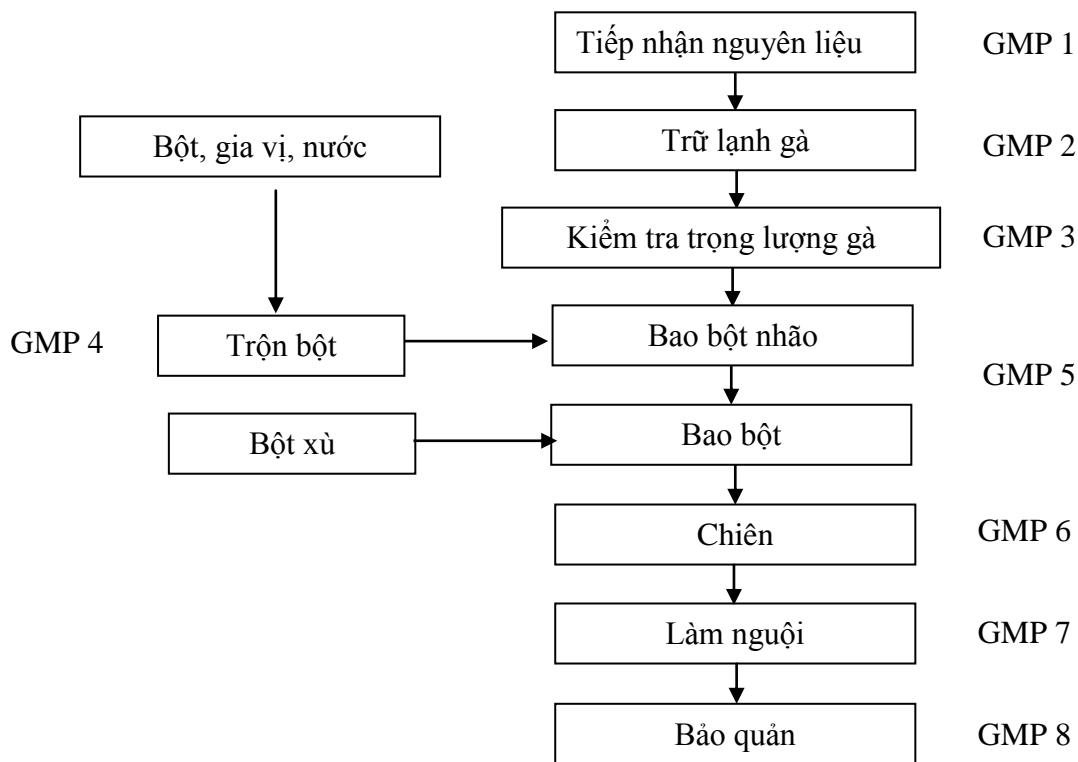 Tiếp nhận nguyên liệu
GMP 1
Bột, gia vị, nước
Trữ lạnh gà
GMP 2
Kiểm tra trọng lượng gà
GMP 3
GMP 4
Trộn bột
Bao bột nhão
GMP 5
Bột xù
Bao bột
Chiên
GMP 6
Làm nguội
GMP 7
Bảo quản
GMP 8